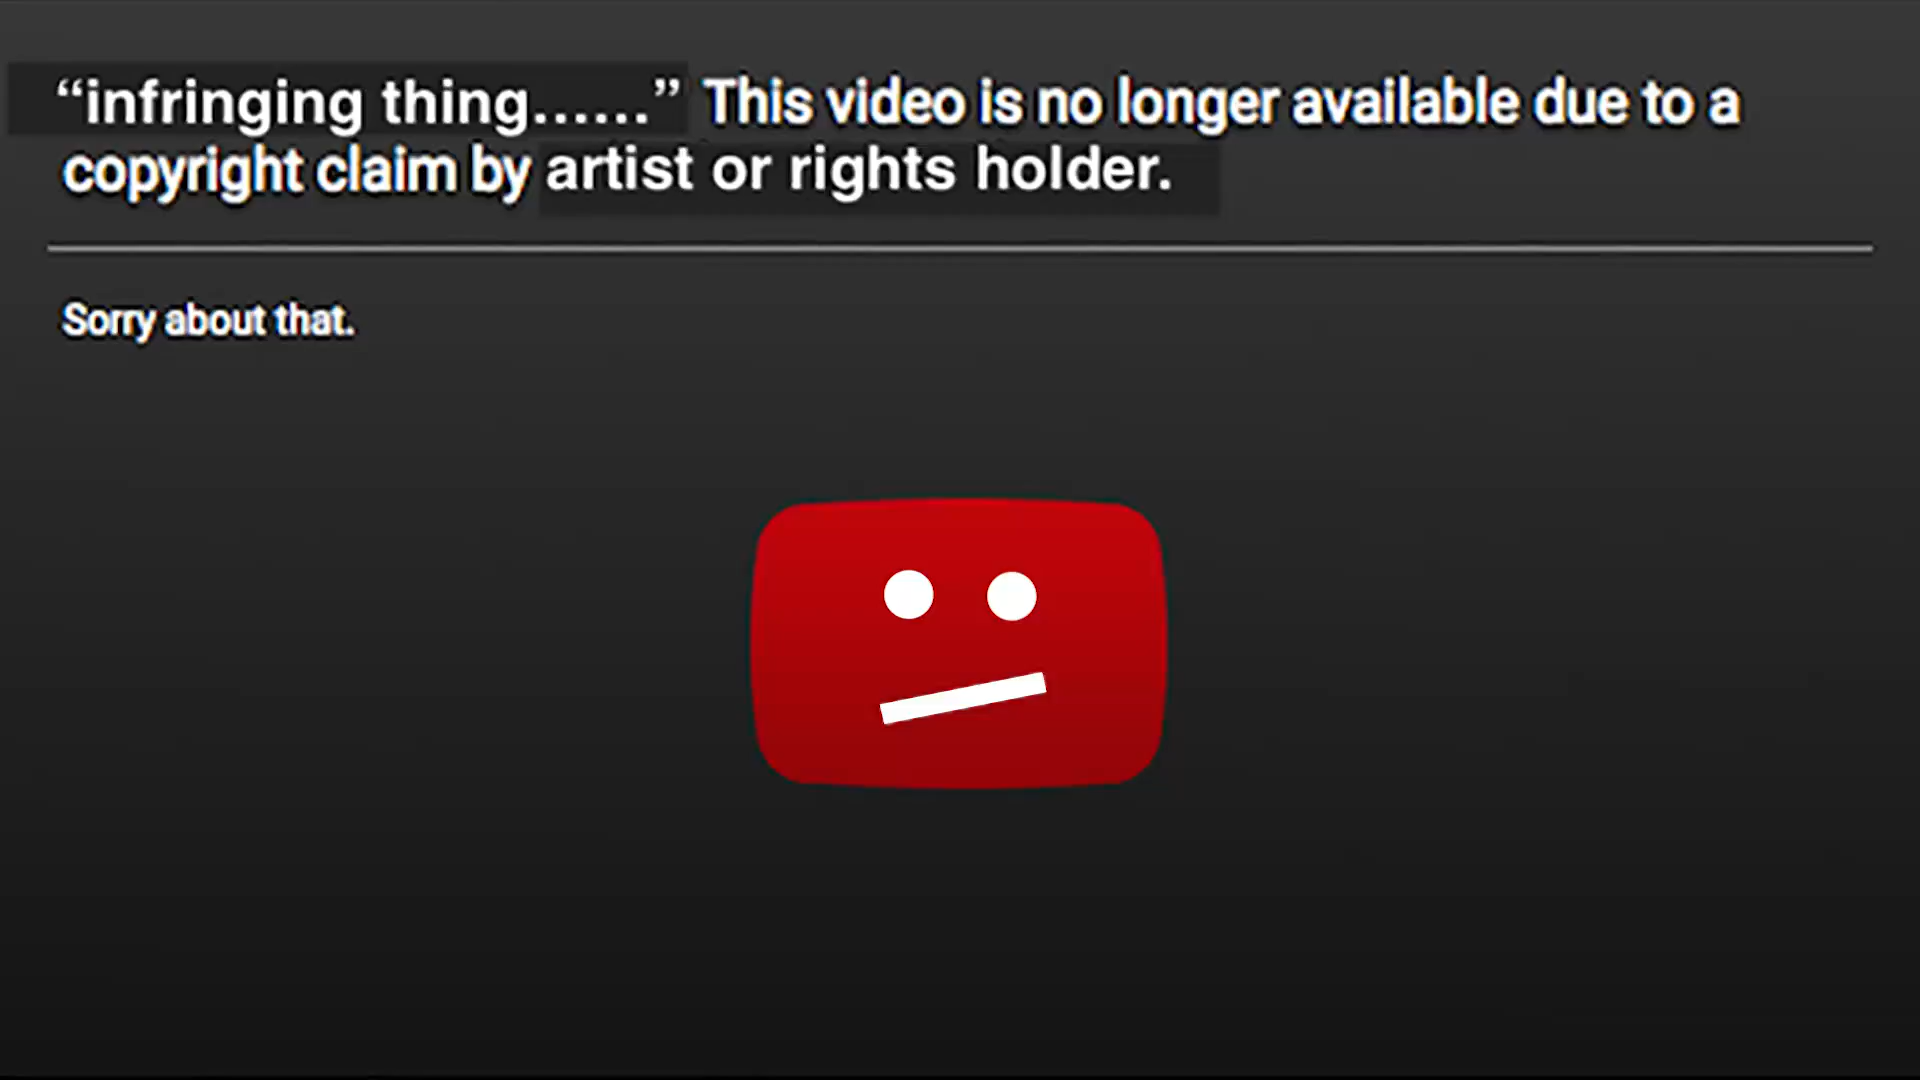 “infringing thing......” This video is no longer available due to a
copyright claim by artist or rights holder.
Sorry about that.